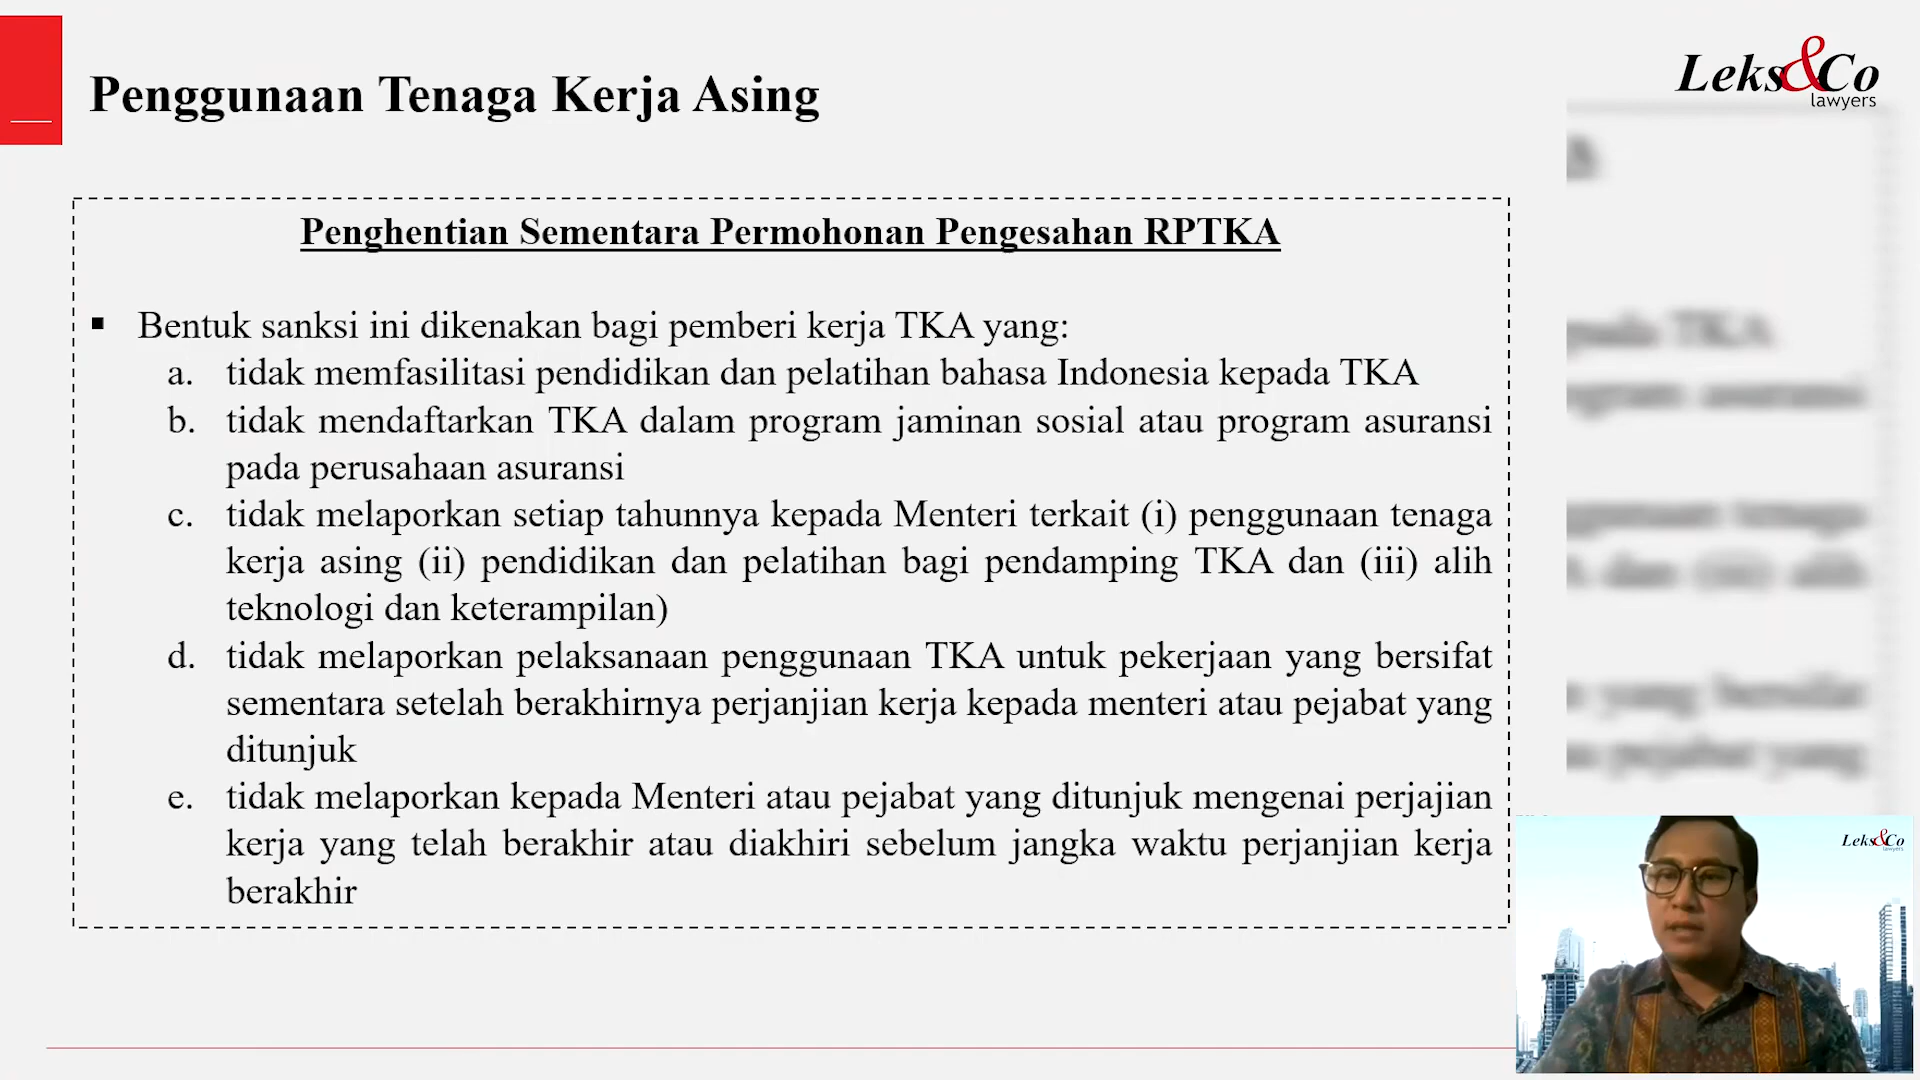 Leks&Co
lawyers
Penggunaan Tenaga Kerja Asing
Penghentian Sementara Permohonan Pengesahan RPTKA
▪ Bentuk sanksi ini dikenakan bagi pemberi kerja TKA yang:
a. tidak memfasilitasi pendidikan dan pelatihan bahasa Indonesia kepada TKA
b. tidak mendaftarkan TKA dalam program jaminan sosial atau program asuransi
pada perusahaan asuransi
c. tidak melaporkan setiap tahunnya kepada Menteri terkait (i) penggunaan tenaga
kerja asing (ii) pendidikan dan pelatihan bagi pendamping TKA dan (iii) alih
teknologi dan keterampilan)
d. tidak melaporkan pelaksanaan penggunaan TKA untuk pekerjaan yang bersifat
sementara setelah berakhirnya perjanjian kerja kepada menteri atau pejabat yang
ditunjuk
e. tidak melaporkan kepada Menteri atau pejabat yang ditunjuk mengenai perjajian
kerja yang telah berakhir atau diakhiri sebelum jangka waktu perjanjian kerja
berakhir
Leks&Co
lawyers